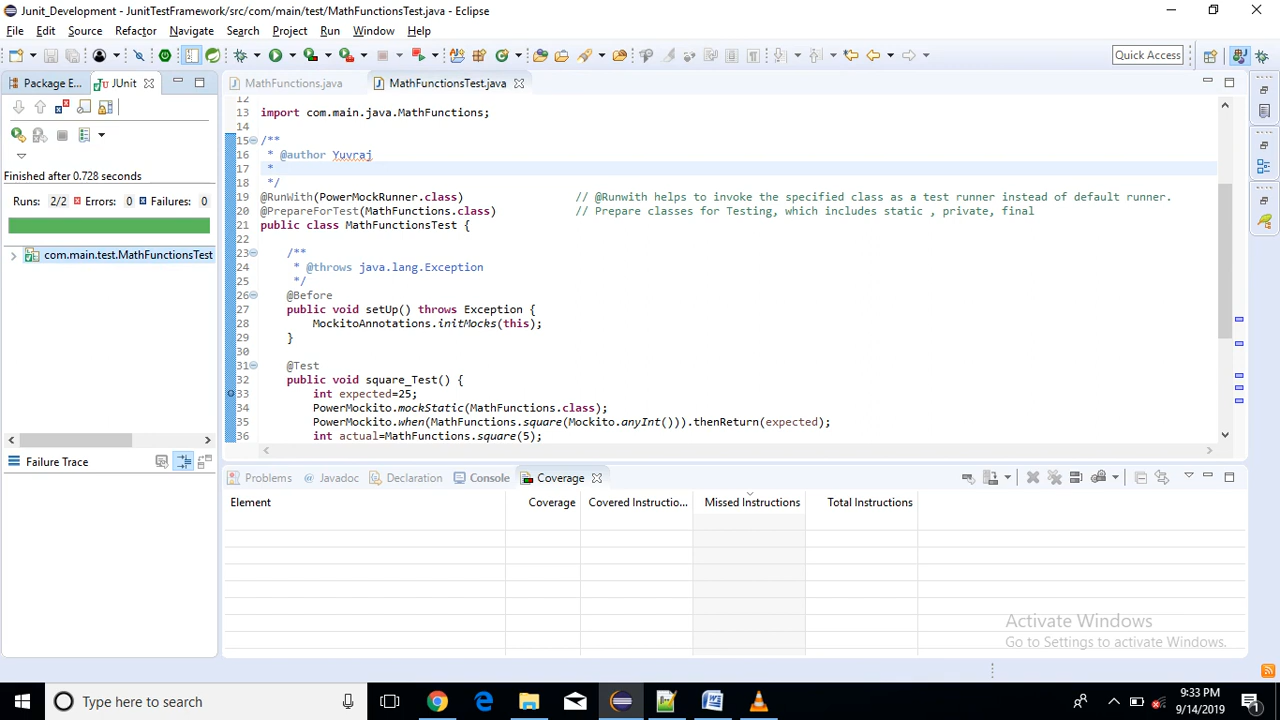 Junit_Development - JunitTestFramework/src/com/main/test/MathFunctionsTest.java - Eclipse
File Edit Source Refactor Navigate Search Project Run Window Help
Quick Access
Package E... JUnit
MathFunctions.java MathFunctionsTest.java
Finished after 0.728 seconds
Runs: 2/2 Errors: 0 Failures: 0
com.main.test.MathFunctionsTest
Failure Trace
12
13 import com.main.java.MathFunctions;
14
15 /**
16 * @author Yuvraj
17 *
18 */
19 @RunWith(PowerMockRunner.class) // @Runwith helps to invoke the specified class as a test runner instead of default runner.
20 @PrepareForTest(MathFunctions.class) // Prepare classes for Testing, which includes static , private, final
21 public class MathFunctionsTest {
22
23 /**
24 * @throws java.lang.Exception
25 */
26 @Before
27 public void setUp() throws Exception {
28 MockitoAnnotations.initMocks(this);
29 }
30
31 @Test
32 public void square_Test() {
33 int expected=25;
34 PowerMockito.mockStatic(MathFunctions.class);
35 PowerMockito.when(MathFunctions.square(Mockito.anyInt())).thenReturn(expected);
36 int actual=MathFunctions.square(5);
Problems Javadoc Declaration Console Coverage
Element Coverage Covered Instructio... Missed Instructions Total Instructions
Activate Windows
Go to Settings to activate Windows.
Type here to search
9:33 PM
9/14/2019
1